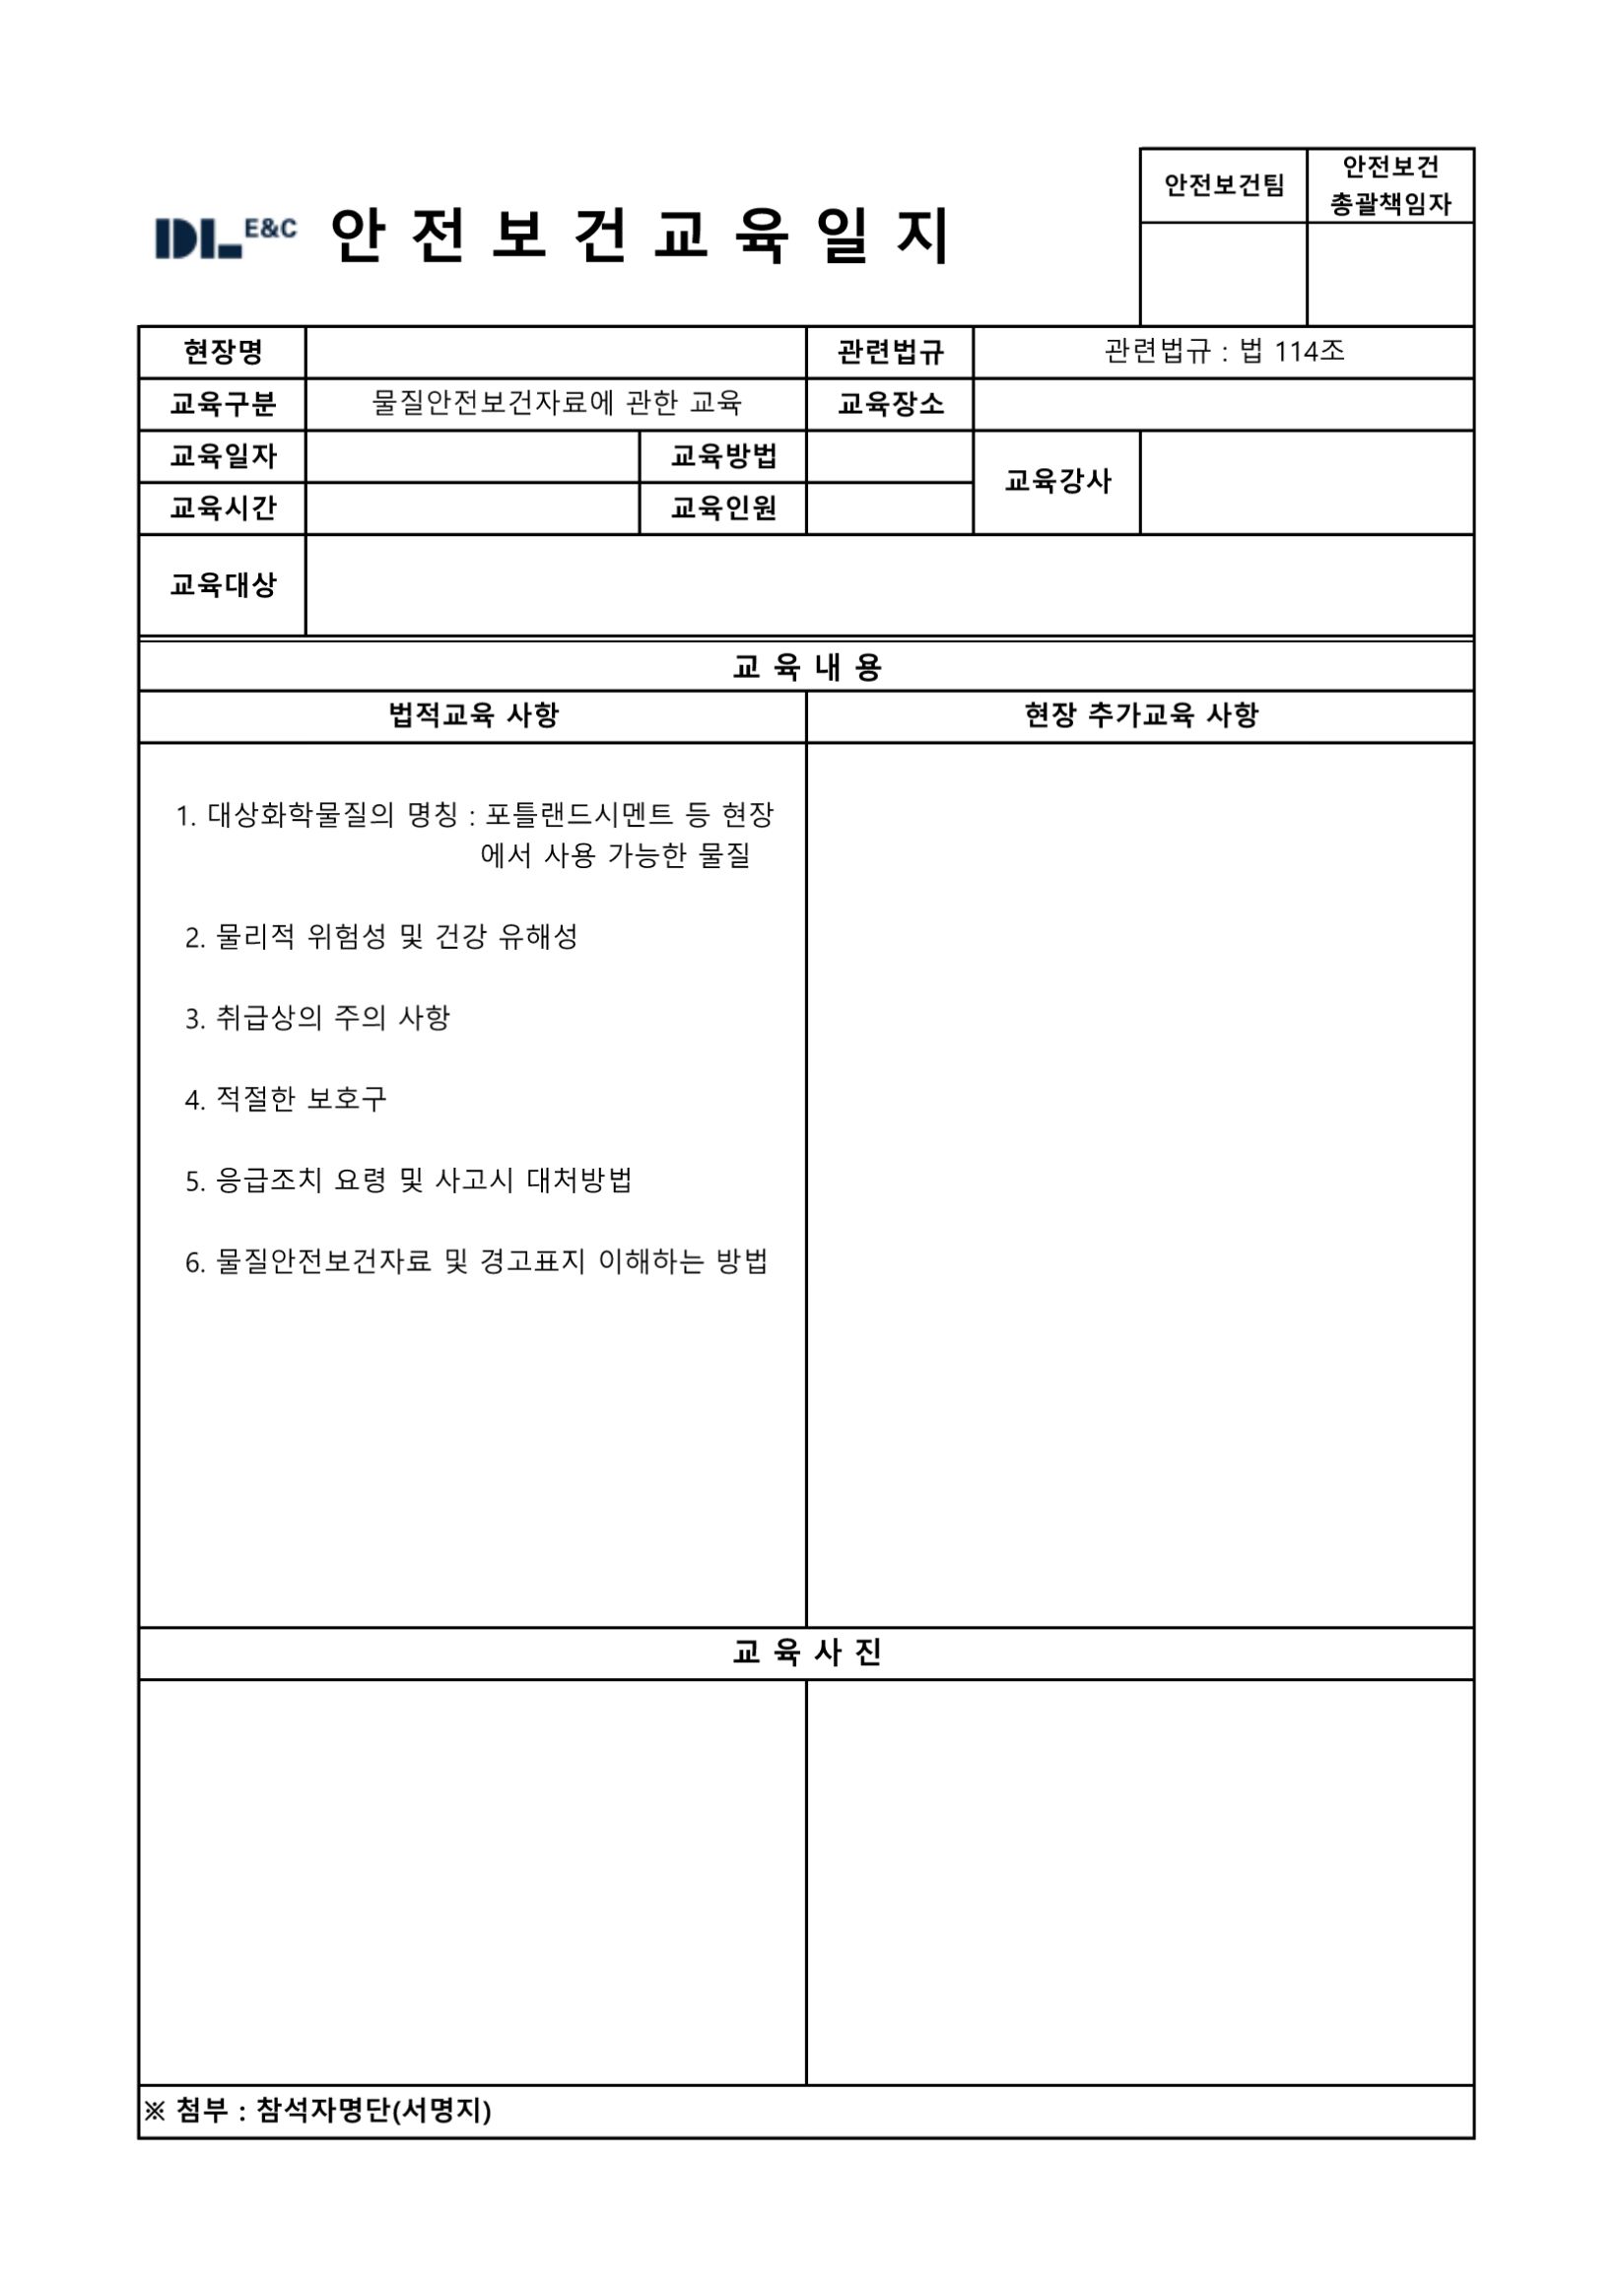 안전보건팀
안전보건
총괄책임자
DL E&C 안전보건교육일지
현장명 관련법규 관련법규 : 법 114조
교육구분 물질안전보건자료에 관한 교육 교육장소
교육일자 교육방법 교육강사
교육시간 교육인원
교육대상
교 육 내 용
법적교육 사항 현장 추가교육 사항
1. 대상화학물질의 명칭 : 포틀랜드시멘트 등 현장
에서 사용 가능한 물질
2. 물리적 위험성 및 건강 유해성
3. 취급상의 주의 사항
4. 적절한 보호구
5. 응급조치 요령 및 사고시 대처방법
6. 물질안전보건자료 및 경고표지 이해하는 방법
교 육 사 진
※ 첨부 : 참석자명단(서명지)